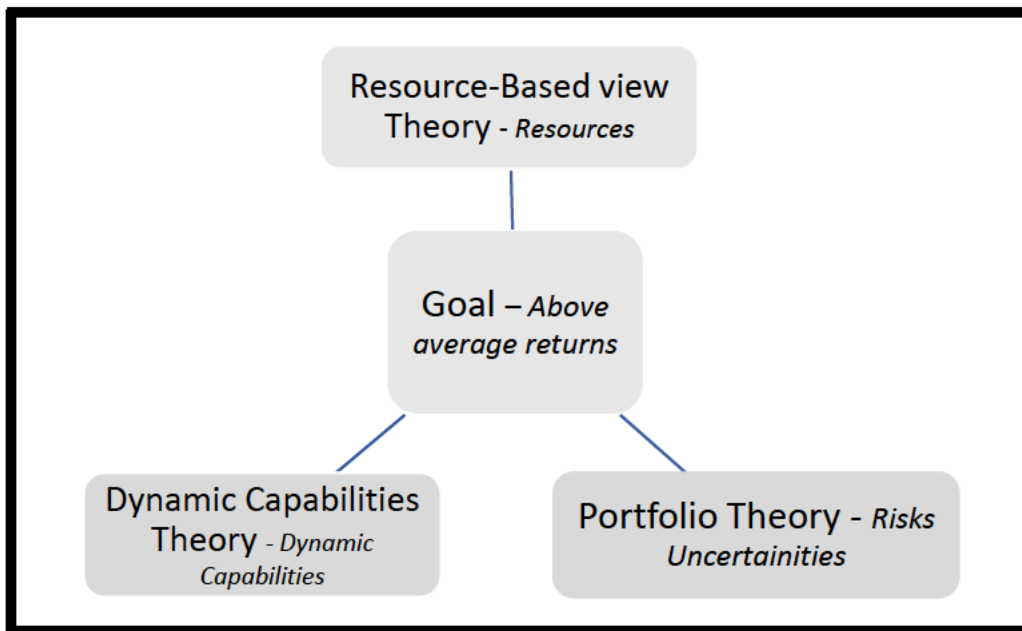 Resource-Based view
Theory - Resources
Goal – Above
average returns
Dynamic Capabilities
Theory - Dynamic
Capabilities
Portfolio Theory - Risks
Uncertainities